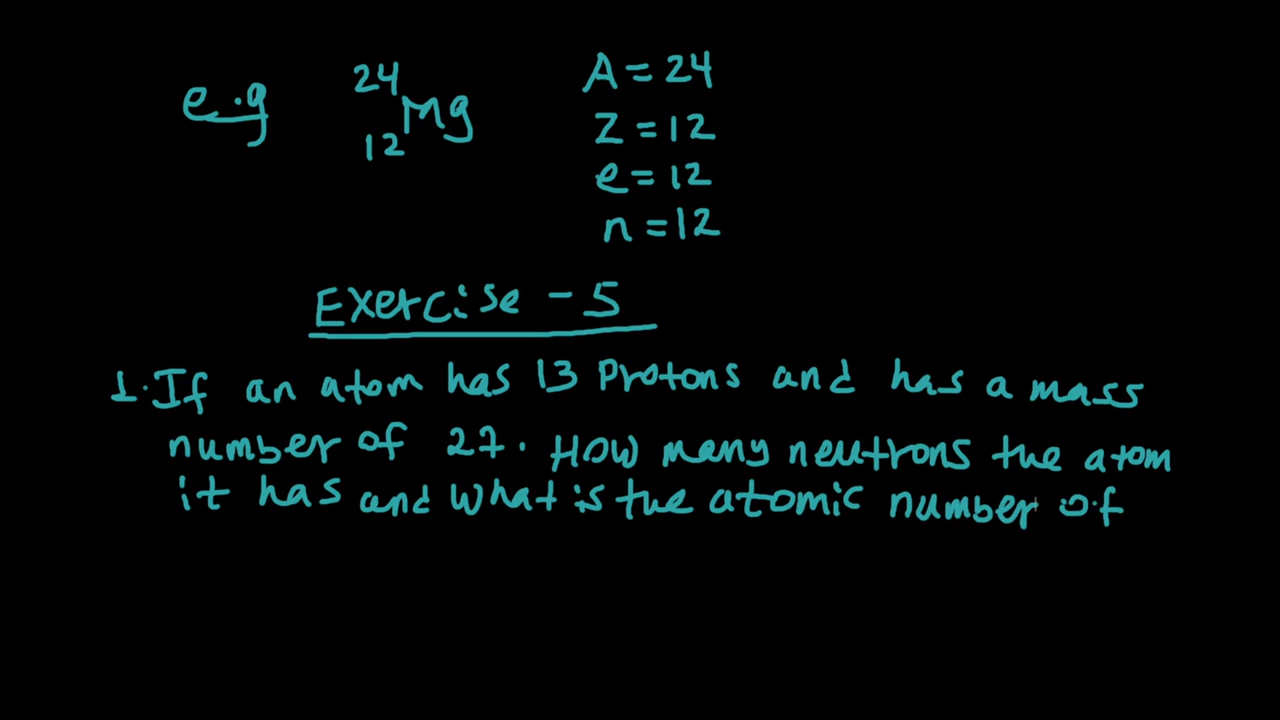 e.g 24 Mg 12 A = 24
Z = 12
e = 12
n = 12
Exercise - 5
1. If an atom has 13 Protons and has a mass
number of 27. How many neutrons the atom
it has and what is the atomic number of